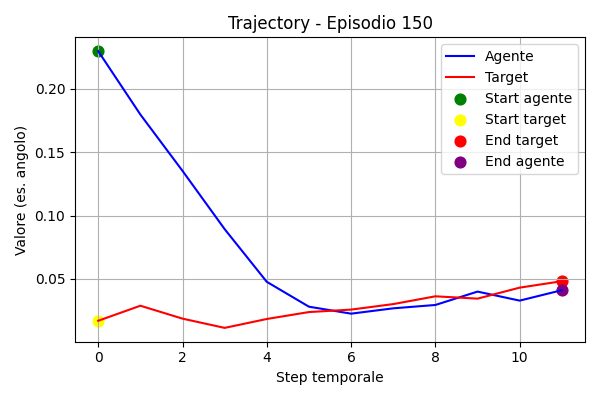 Trajectory - Episodio 150
Agente
Target
Start agente
Start target
End target
End agente
Valore (es. angolo)
0.20
0.15
0.10
0.05
0 2 4 6 8 10
Step temporale